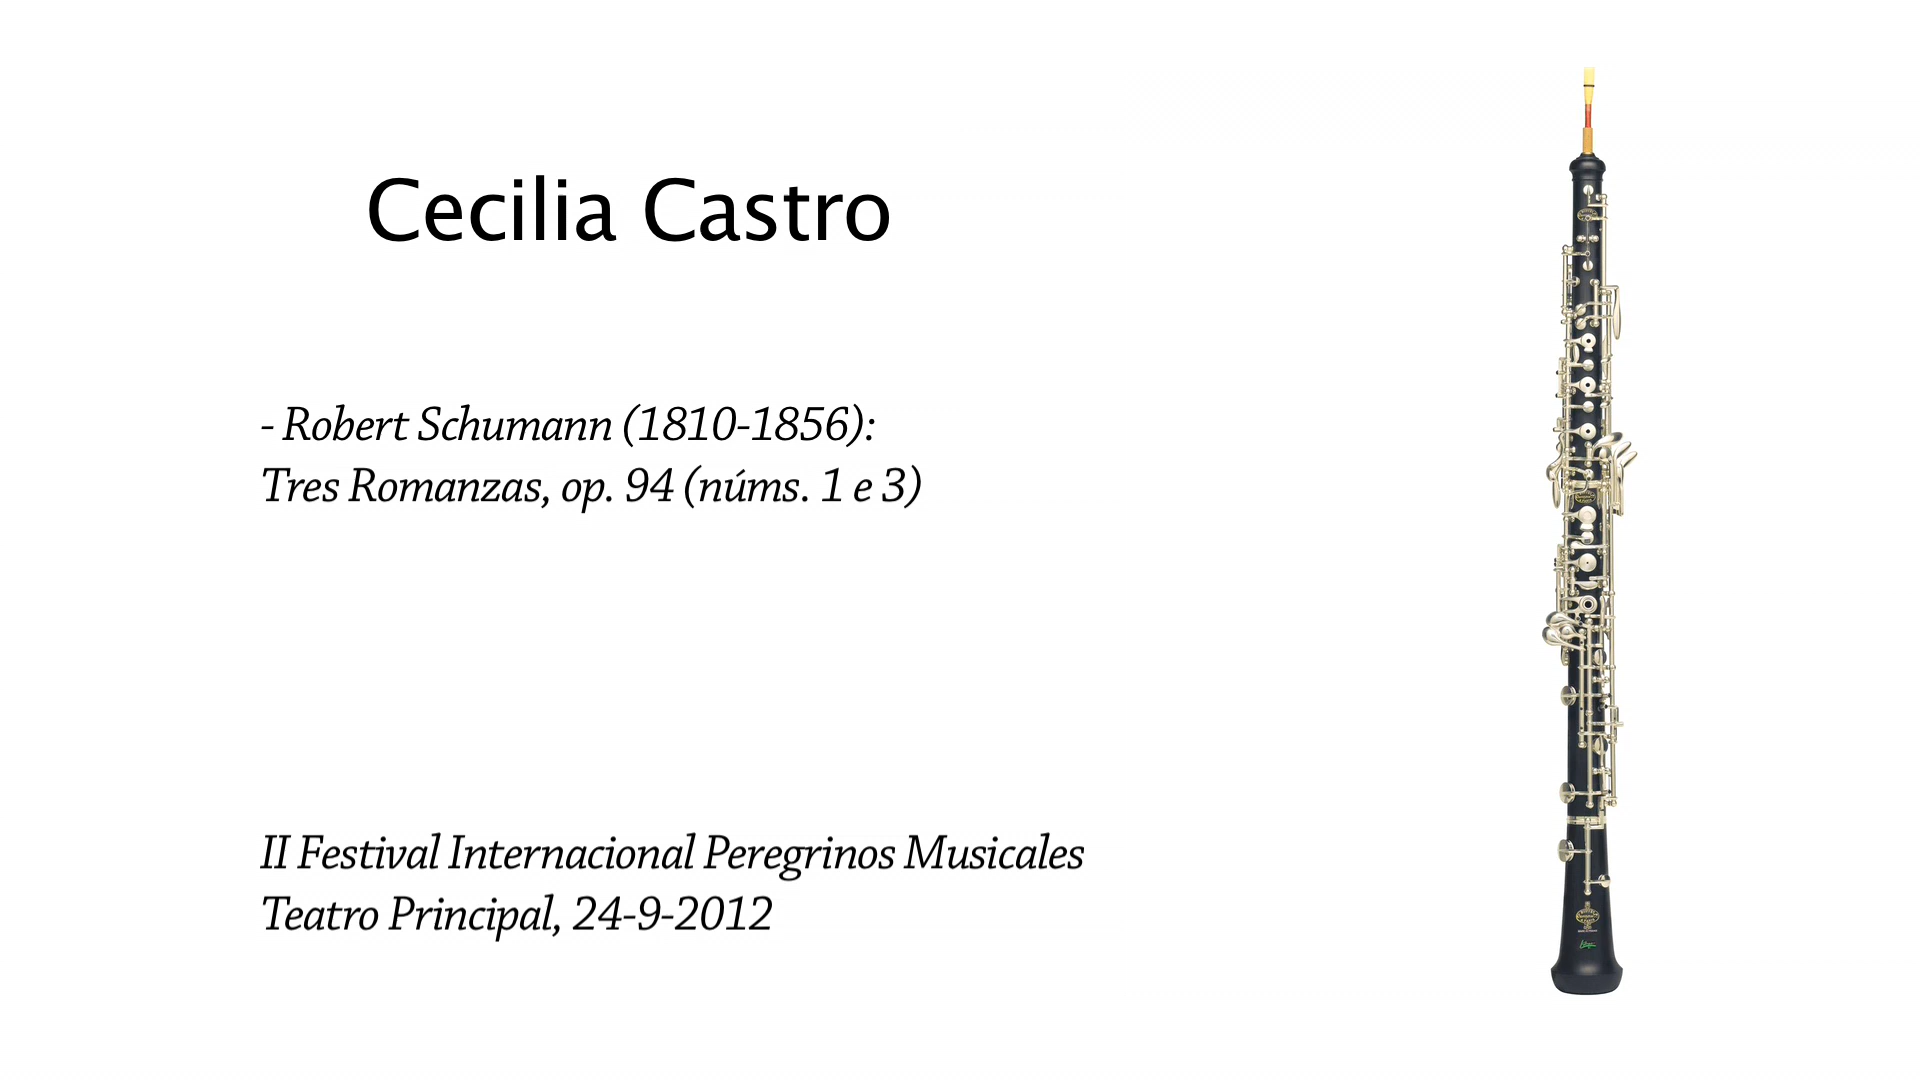 Cecilia Castro
- Robert Schumann (1810-1856):
Tres Romanzas, op. 94 (núms. 1 e 3)
II Festival Internacional Peregrinos Musicales
Teatro Principal, 24-9-2012